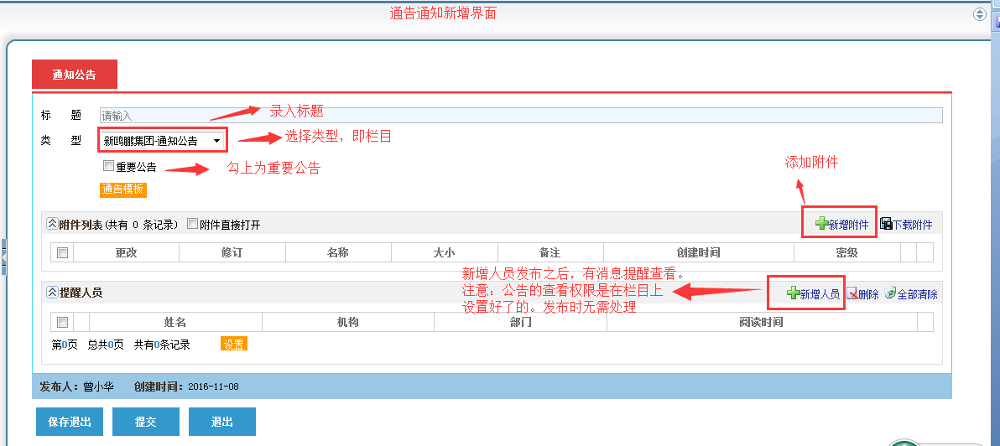 通告通知新增界面
通知公告
标 题 请输入 录入标题
类 型 新鸥鹏集团-通知公告 选择类型，即栏目
重要公告 勾上为重要公告
添加附件
通告模板
附件列表(共有 0 条记录) 附件直接打开 新增附件 下载附件
更改 修订 名称 大小 备注 创建时间 密级
新增人员发布之后，有消息提醒查看。
注意：公告的查看权限是在栏目上
设置好了的。发布时无需处理
提醒人员 新增人员 删除 全部清除
姓名 机构 部门 阅读时间
第0页 总共0页 共有0条记录 设置
发布人：曾小华 创建时间：2016-11-08
保存退出 提交 退出